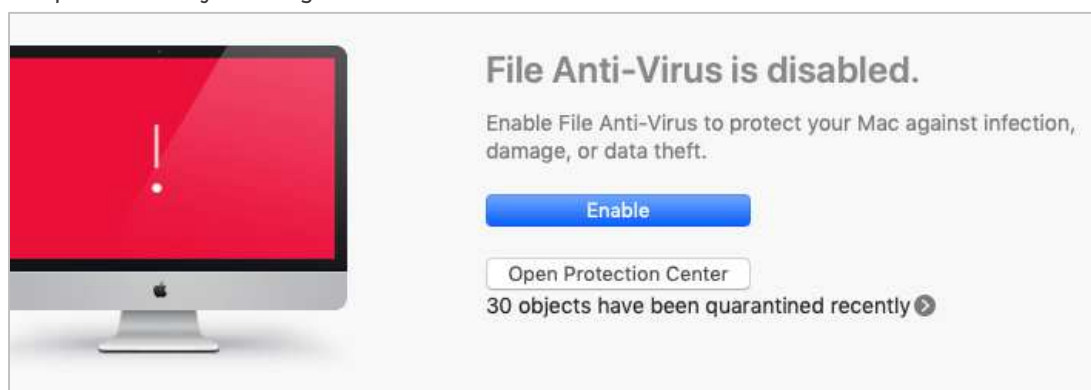 File Anti-Virus is disabled.
Enable File Anti-Virus to protect your Mac against infection,
damage, or data theft.
Enable
Open Protection Center
30 objects have been quarantined recently